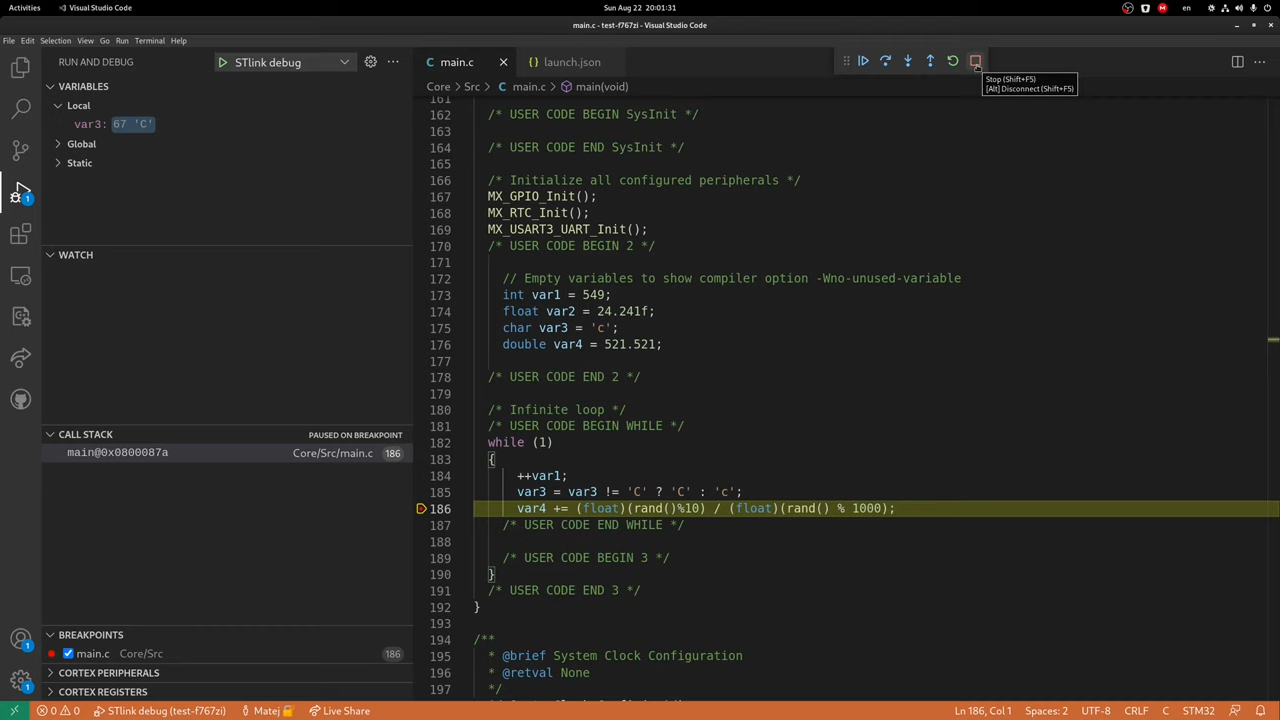 Activities
Visual Studio Code
Sun Aug 22 20:01:31
en
main.c - test-f767zi - Visual Studio Code
File Edit Selection View Go Run Terminal Help
RUN AND DEBUG
STlink debug
main.c
launch.json
Stop (Shift+F5)
[Alt] Disconnect (Shift+F5)
Core > Src > main.c > main(void)
VARIABLES
Local
var3: 67 'C'
Global
Static
WATCH
CALL STACK
PAUSED ON BREAKPOINT
main@0x0800087a
Core/Src/main.c 186
BREAKPOINTS
main.c Core/Src 186
CORTEX PERIPHERALS
CORTEX REGISTERS
161
162 /* USER CODE BEGIN SysInit */
163
164 /* USER CODE END SysInit */
165
166 /* Initialize all configured peripherals */
167 MX_GPIO_Init();
168 MX_RTC_Init();
169 MX_USART3_UART_Init();
170 /* USER CODE BEGIN 2 */
171
172 // Empty variables to show compiler option -Wno-unused-variable
173 int var1 = 549;
174 float var2 = 24.241f;
175 char var3 = 'c';
176 double var4 = 521.521;
177
178 /* USER CODE END 2 */
179
180 /* Infinite loop */
181 /* USER CODE BEGIN WHILE */
182 while (1)
183 {
184 ++var1;
185 var3 = var3 != 'C' ? 'C' : 'c';
186 var4 += (float)(rand()%10) / (float)(rand() % 1000);
187 /* USER CODE END WHILE */
188
189 /* USER CODE BEGIN 3 */
190 }
191 /* USER CODE END 3 */
192 }
193
194 /**
195 * @brief System Clock Configuration
196 * @retval None
197 */
1
1
1
0 0
STlink debug (test-f767zi)
Matej
Live Share
Ln 186, Col 1
Spaces: 2
UTF-8
CRLF
C
STM32